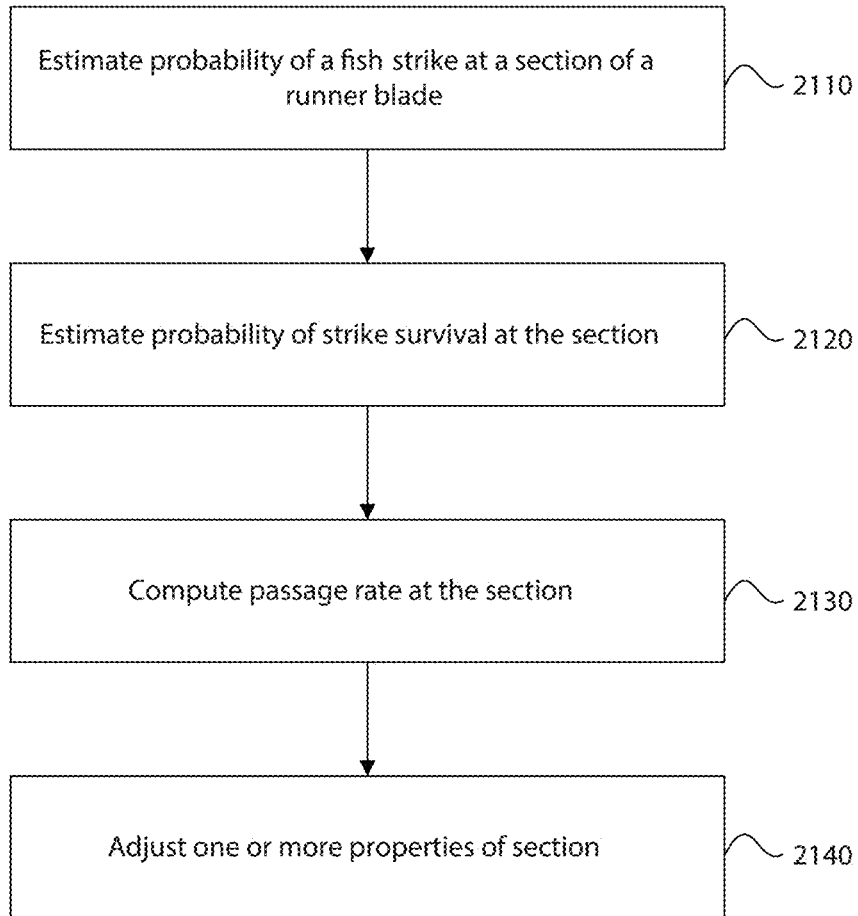 Estimate probability of a fish strike at a section of a
runner blade
2110
Estimate probability of strike survival at the section
2120
Compute passage rate at the section
2130
Adjust one or more properties of section
2140